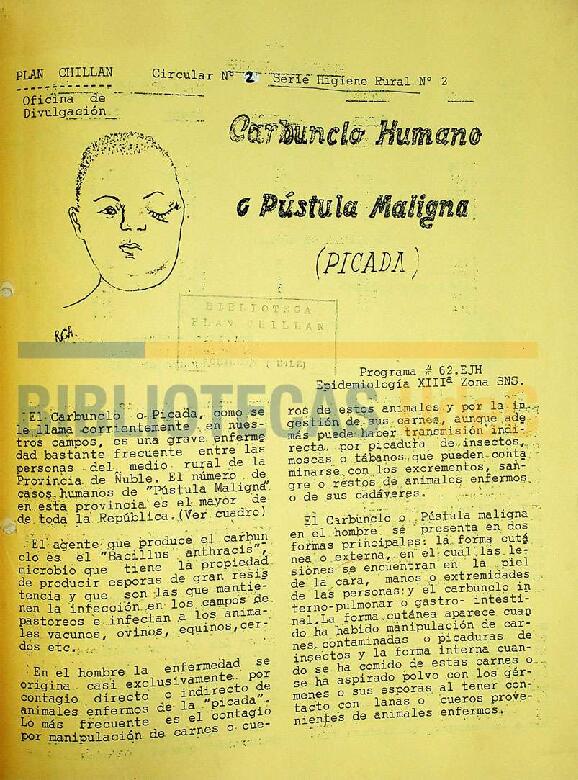 PLAN CHILLAN Circular Nº 2 Serie Higiene Rural Nº 2
Oficina de
Divulgación
Carbunclo Humano
o Pústula Maligna
(PICADA)
BIBLIOTECA
PLAN CHILLAN
RCA
Programa # 62.EJH
Epidemiología XIIIª Zona SNS.
BIBLIOTECAS UdeC
El Carbunclo o Picada, como se
le llama corrientemente en nues
tros campos, es una grave enferme
dad bastante frecuente entre las
personas del medio rural de la
Provincia de Ñuble. El número de
casos humanos de "Pústula Maligna"
en esta provincia es el mayor de
de toda la República.(Ver cuadro)
El agente que produce el carbun
clo es el "Bacillus anthracis",
microbio que tiene la propiedad
de producir esporas de gran resis
tencia y que son las que mantie-
nen la infección en los campos de
pastoreo e infectan a los anima-
les vacunos, ovinos, equinos,cer-
dos etc.
En el hombre la enfermedad se
origina casi exclusivamente por
contagio directo o indirecto de
animales enfermos de la "picada".
Lo más frecuente es el contagio
por manipulación de carnes o cue-
ros de estos animales y por la in
gestión de sus carnes, aunque ade
más puede haber transmisión indi-
recta por picadura de insectos,
moscas o tábanos que pueden conta
minarse con los excrementos, san-
gre o restos de animales enfermos
o de sus cadáveres.
El Carbunclo o Pústula maligna
en el hombre se presenta en dos
formas principales: la forma cutá
nea o externa, en el cual las le-
siones se encuentran en la piel
de la cara, manos o extremidades
de las personas;y el carbunclo in
terno-pulmonar o gastro- intesti-
nal.La forma cutánea aparece cuan
do ha habido manipulación de car-
nes contaminadas o picaduras de
insectos y la forma interna cuan-
do se ha comido de estas carnes o
se ha aspirado polvo con los gér-
menes o sus esporas al tener con-
tacto con lanas o cueros prove-
nientes de animales enfermos.